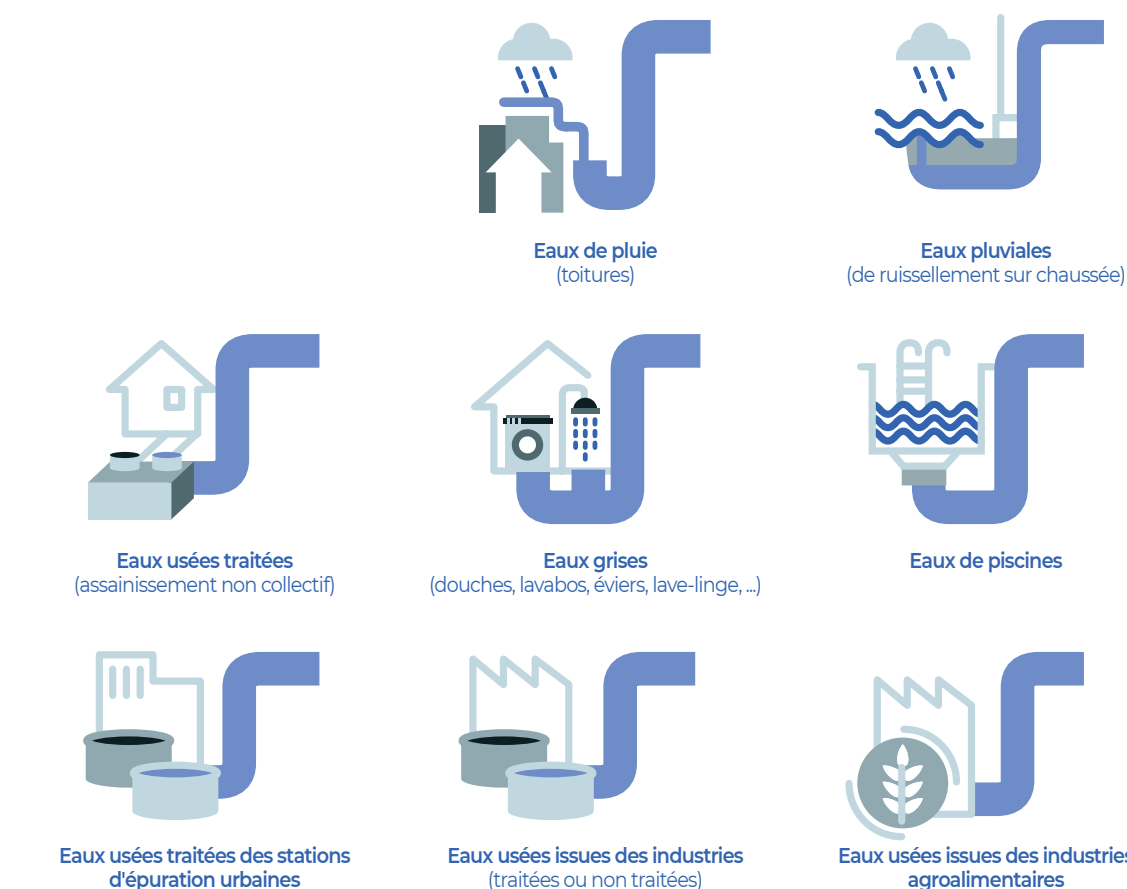 Eaux de pluie
(toitures)
Eaux pluviales
(de ruissellement sur chaussée)
Eaux usées traitées
(assainissement non collectif)
Eaux grises
(douches, lavabos, éviers, lave-linge, ...)
Eaux de piscines
Eaux usées traitées des stations
d'épuration urbaines
Eaux usées issues des industries
(traitées ou non traitées)
Eaux usées issues des industries
agroalimentaires